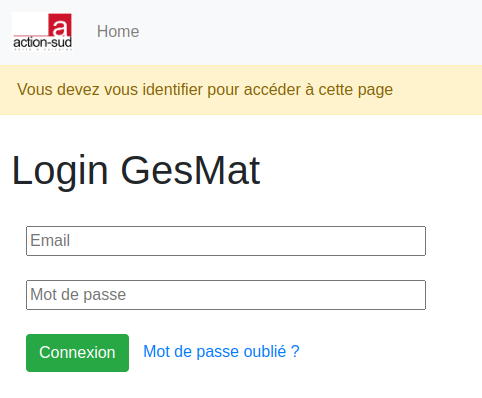 a
action-sud
Home
Vous devez vous identifier pour accéder à cette page
Login GesMat
Email
Mot de passe
Connexion
Mot de passe oublié ?